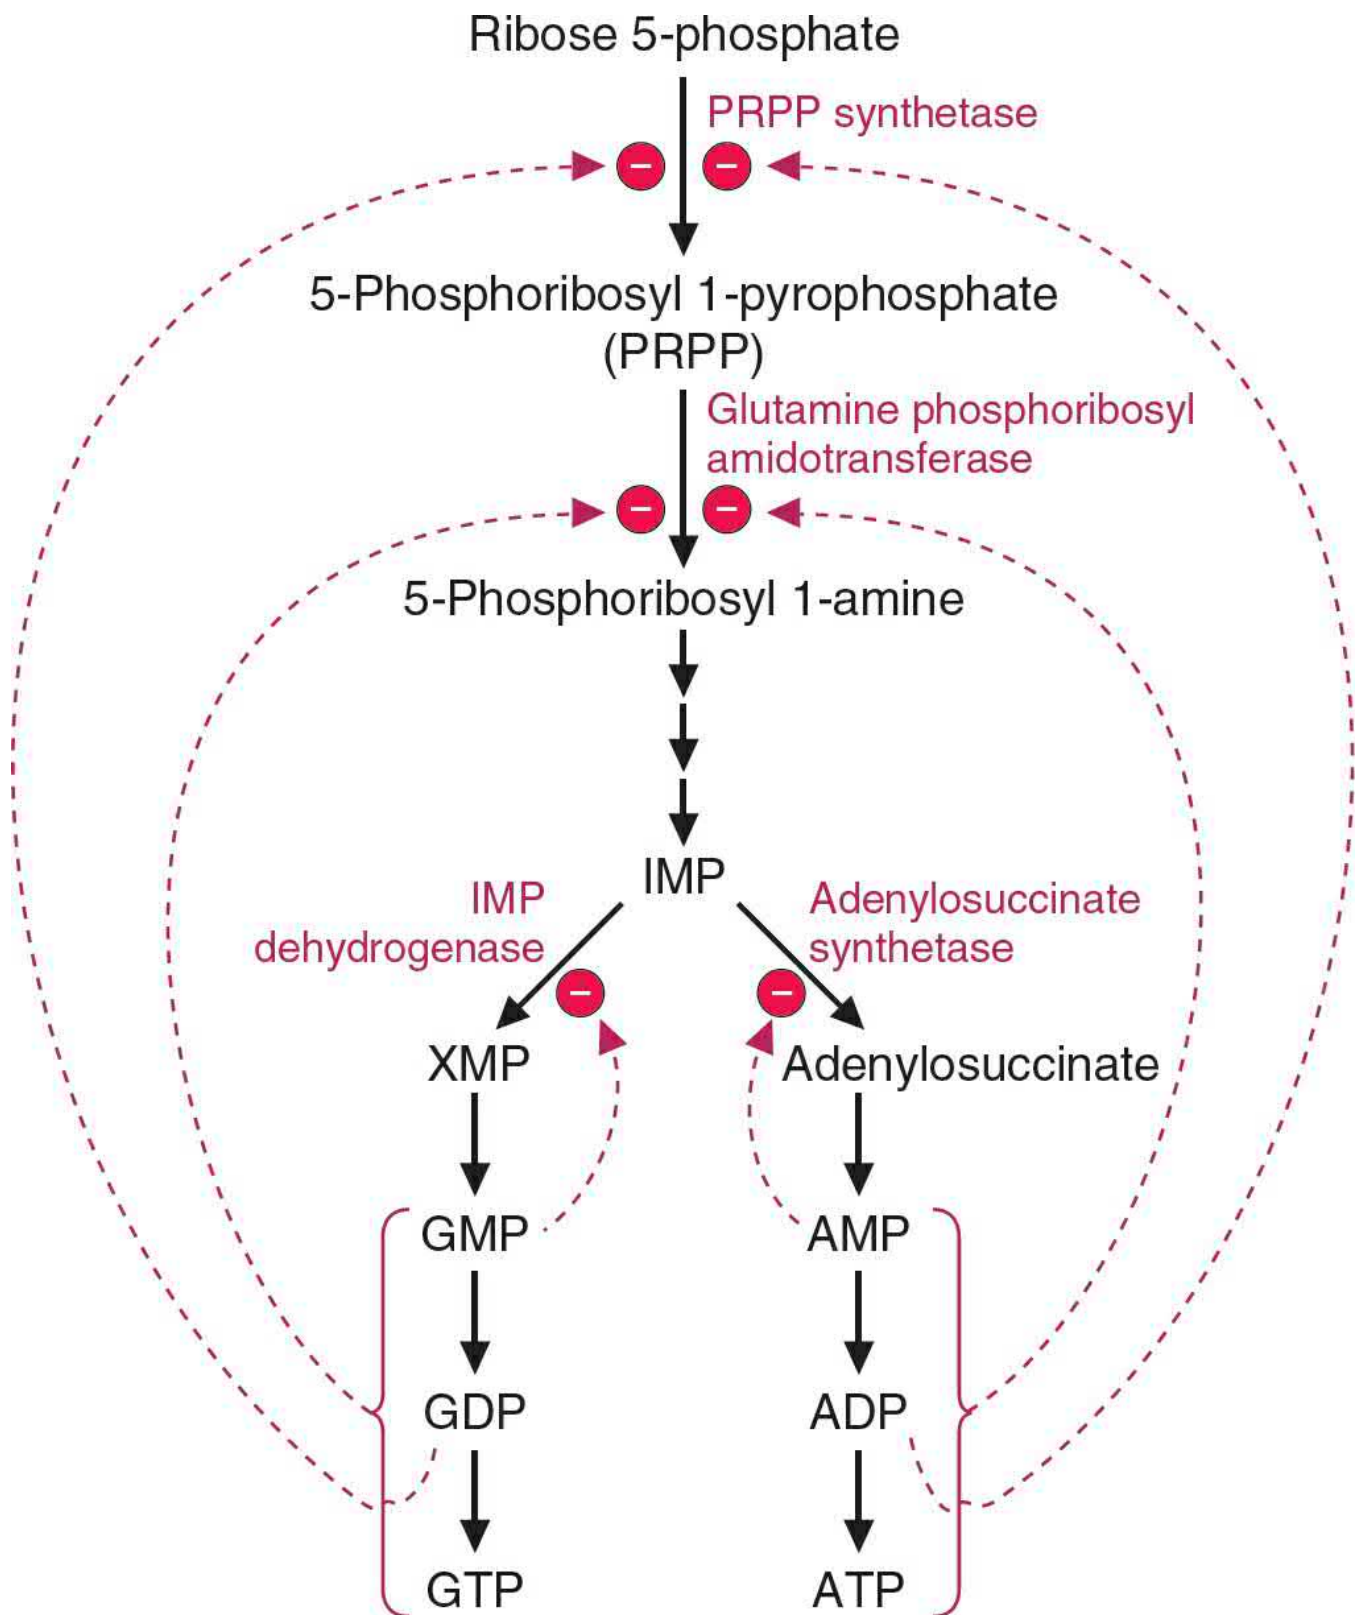 Ribose 5-phosphate
PRPP synthetase
−
−
5-Phosphoribosyl 1-pyrophosphate
(PRPP)
Glutamine phosphoribosyl
amidotransferase
−
−
5-Phosphoribosyl 1-amine
IMP
IMP
dehydrogenase
Adenylosuccinate
synthetase
−
−
XMP
Adenylosuccinate
GMP
AMP
GDP
ADP
GTP
ATP